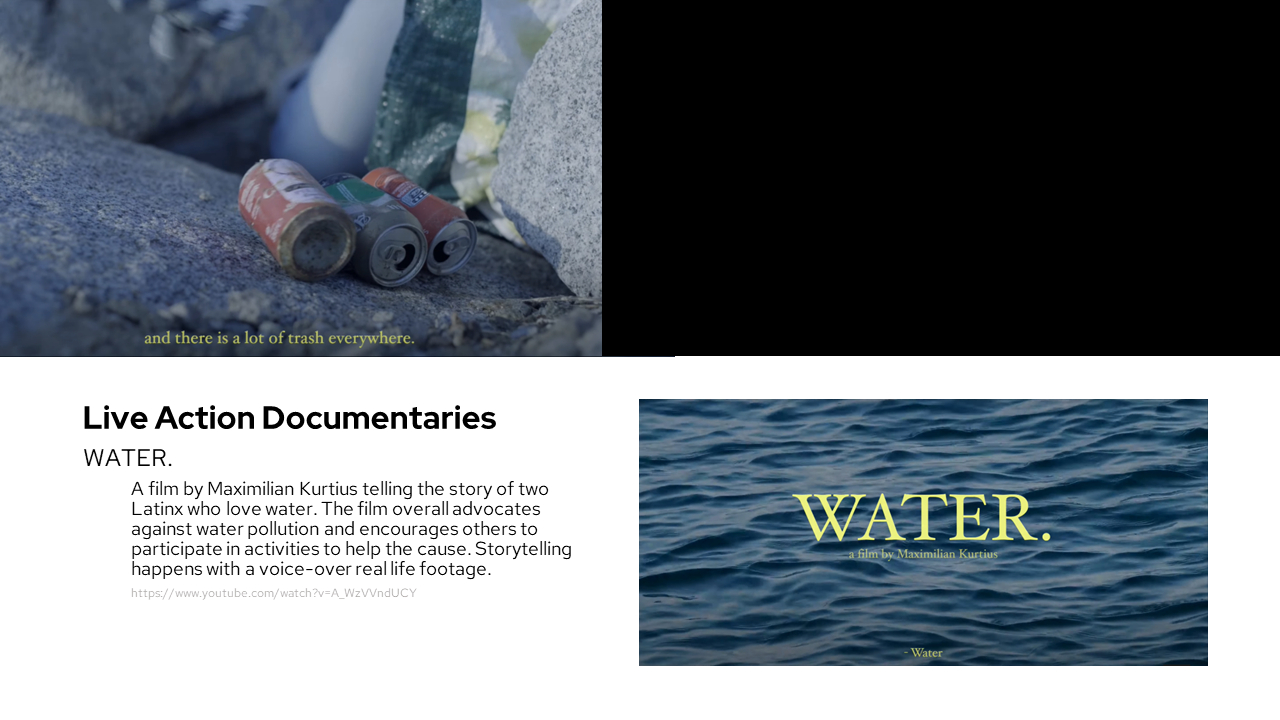 and there is a lot of trash everywhere.
Live Action Documentaries
WATER.
A film by Maximilian Kurtius telling the story of two
Latinx who love water. The film overall advocates
against water pollution and encourages others to
participate in activities to help the cause. Storytelling
happens with a voice-over real life footage.
https://www.youtube.com/watch?v=A_WzVVndUCY
WATER.
a film by Maximilian Kurtius
- Water